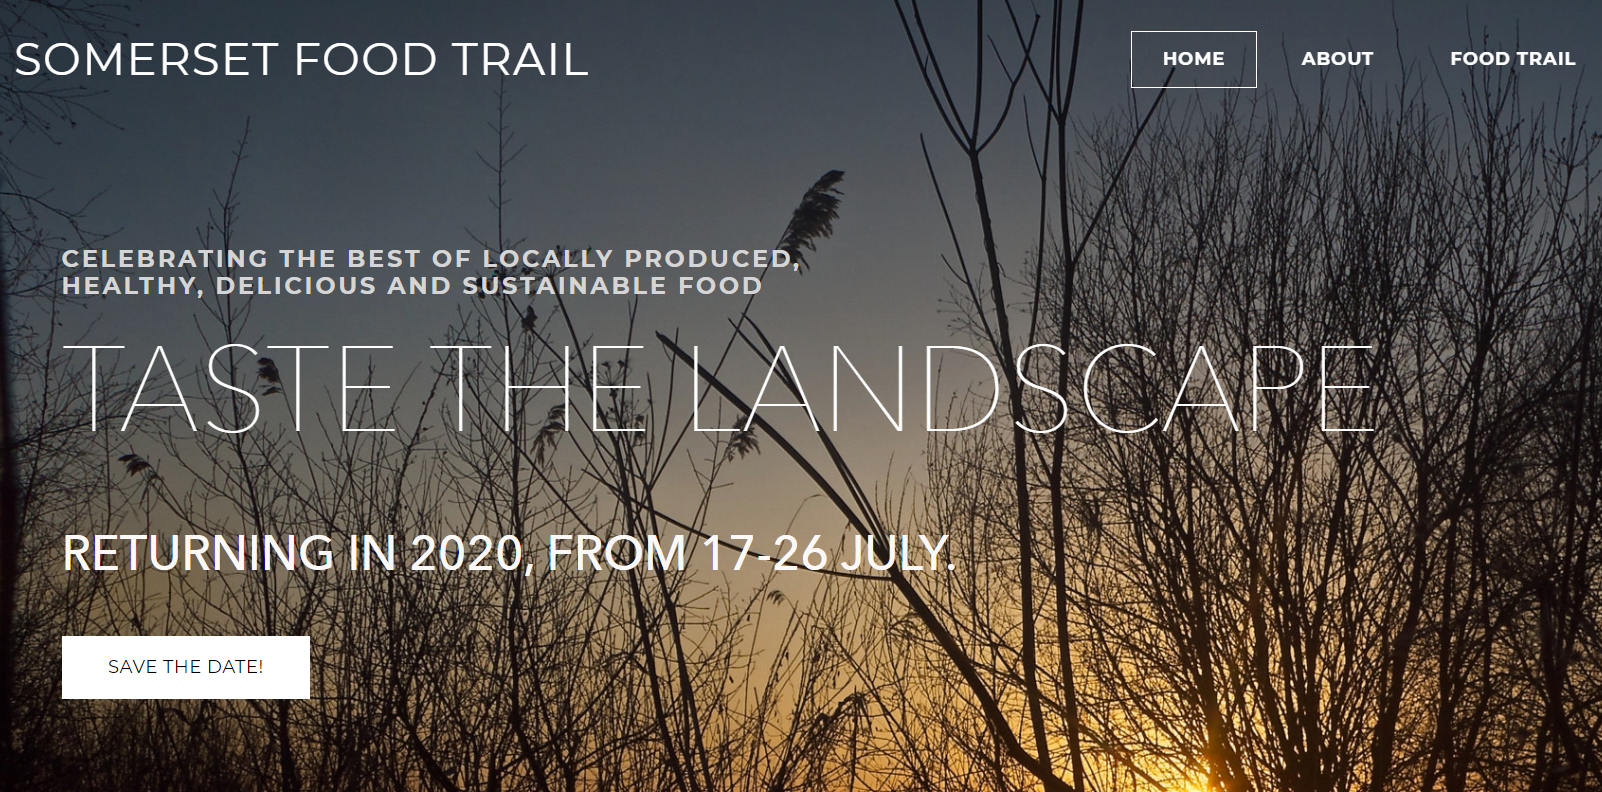 SOMERSET FOOD TRAIL
HOME
ABOUT
FOOD TRAIL
CELEBRATING THE BEST OF LOCALLY PRODUCED,
HEALTHY, DELICIOUS AND SUSTAINABLE FOOD
TASTE THE LANDSCAPE
RETURNING IN 2020, FROM 17-26 JULY.
SAVE THE DATE!